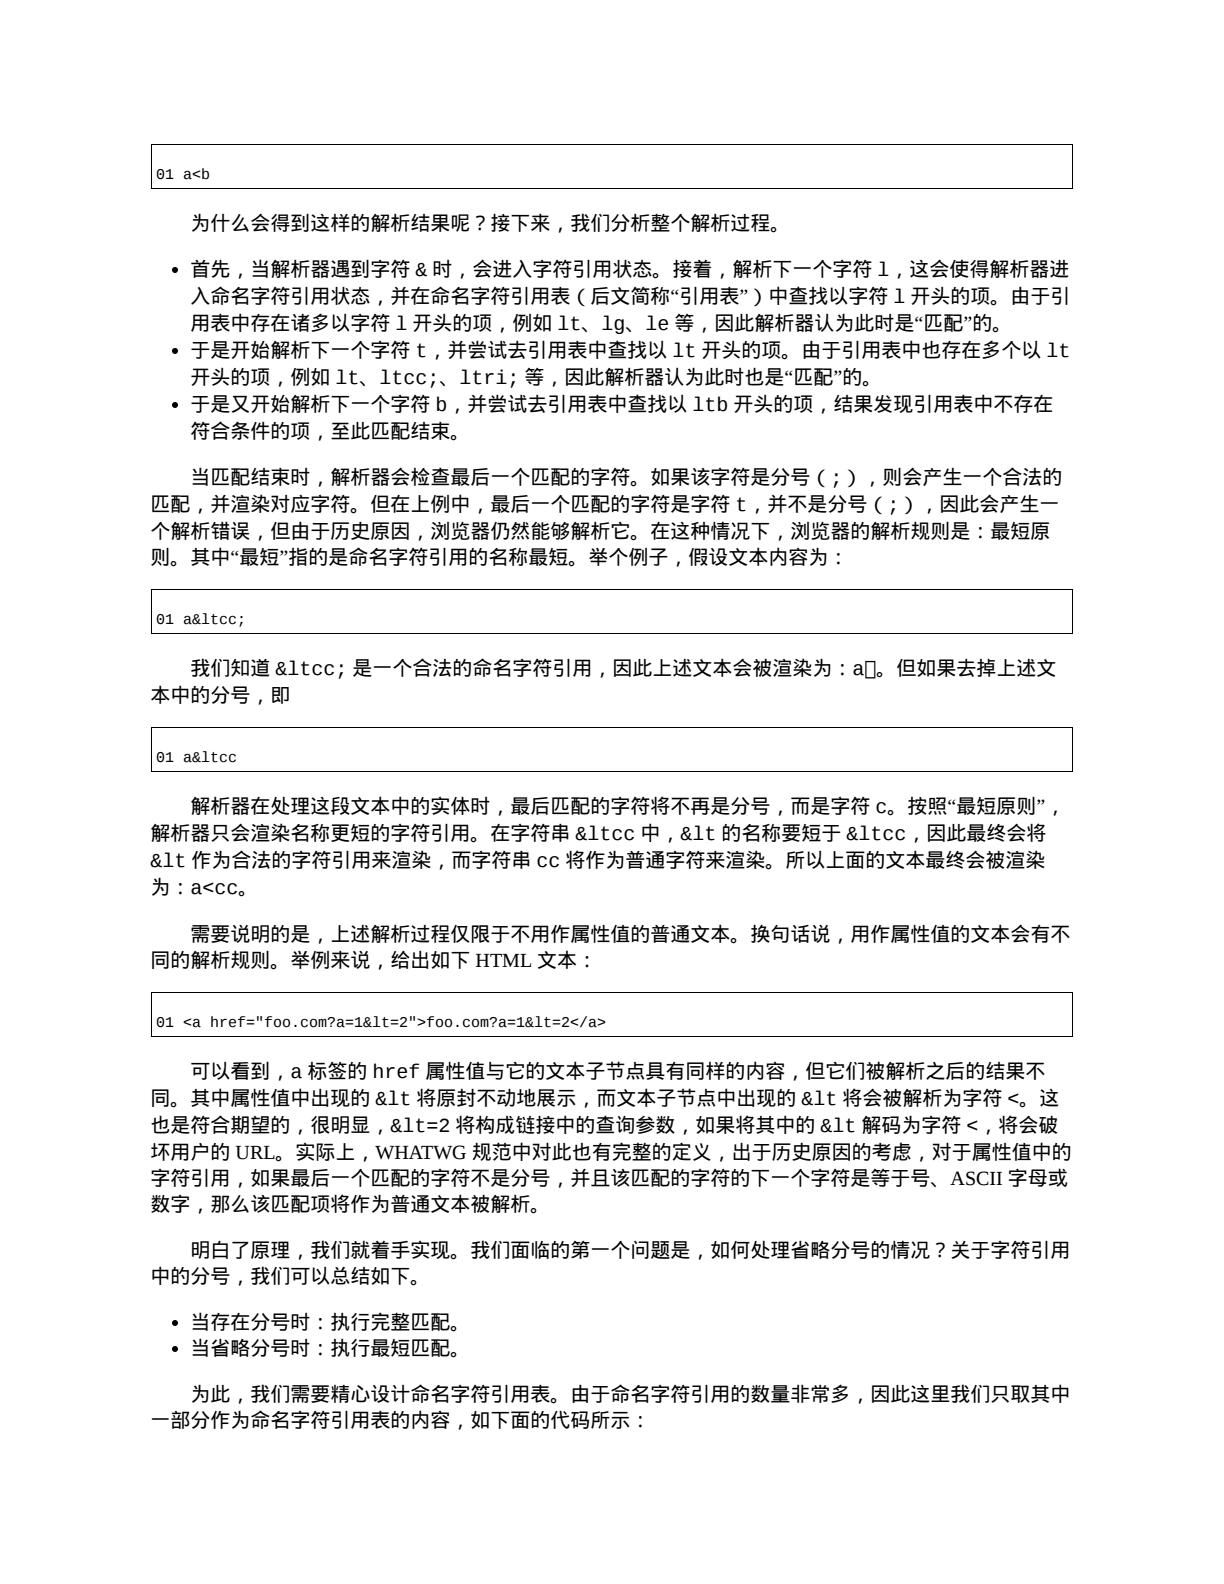 01 a<b
为什么会得到这样的解析结果呢？接下来，我们分析整个解析过程。
• 首先，当解析器遇到字符 & 时，会进入字符引用状态。接着，解析下一个字符 l，这会使得解析器进
入命名字符引用状态，并在命名字符引用表（后文简称“引用表”）中查找以字符 l 开头的项。由于引
用表中存在诸多以字符 l 开头的项，例如 lt、lg、le 等，因此解析器认为此时是“匹配”的。
• 于是开始解析下一个字符 t，并尝试去引用表中查找以 lt 开头的项。由于引用表中也存在多个以 lt
开头的项，例如 lt、ltcc;、ltri; 等，因此解析器认为此时也是“匹配”的。
• 于是又开始解析下一个字符 b，并尝试去引用表中查找以 ltb 开头的项，结果发现引用表中不存在
符合条件的项，至此匹配结束。
当匹配结束时，解析器会检查最后一个匹配的字符。如果该字符是分号（;），则会产生一个合法的
匹配，并渲染对应字符。但在上例中，最后一个匹配的字符是字符 t，并不是分号（;），因此会产生一
个解析错误，但由于历史原因，浏览器仍然能够解析它。在这种情况下，浏览器的解析规则是：最短原
则。其中“最短”指的是命名字符引用的名称最短。举个例子，假设文本内容为：
01 a&ltcc;
我们知道 &ltcc; 是一个合法的命名字符引用，因此上述文本会被渲染为：a。但如果去掉上述文
本中的分号，即
01 a&ltcc
解析器在处理这段文本中的实体时，最后匹配的字符将不再是分号，而是字符 c。按照“最短原则”，
解析器只会渲染名称更短的字符引用。在字符串 &ltcc 中，&lt 的名称要短于 &ltcc，因此最终会将
&lt 作为合法的字符引用来渲染，而字符串 cc 将作为普通字符来渲染。所以上面的文本最终会被渲染
为：a<cc。
需要说明的是，上述解析过程仅限于不用作属性值的普通文本。换句话说，用作属性值的文本会有不
同的解析规则。举例来说，给出如下 HTML 文本：
01 <a href="foo.com?a=1&lt=2">foo.com?a=1&lt=2</a>
可以看到，a 标签的 href 属性值与它的文本子节点具有同样的内容，但它们被解析之后的结果不
同。其中属性值中出现的 &lt 将原封不动地展示，而文本子节点中出现的 &lt 将会被解析为字符 <。这
也是符合期望的，很明显，&lt=2 将构成链接中的查询参数，如果将其中的 &lt 解码为字符 <，将会破
坏用户的 URL。实际上，WHATWG 规范中对此也有完整的定义，出于历史原因的考虑，对于属性值中的
字符引用，如果最后一个匹配的字符不是分号，并且该匹配的字符的下一个字符是等于号、ASCII 字母或
数字，那么该匹配项将作为普通文本被解析。
明白了原理，我们就着手实现。我们面临的第一个问题是，如何处理省略分号的情况？关于字符引用
中的分号，我们可以总结如下。
• 当存在分号时：执行完整匹配。
• 当省略分号时：执行最短匹配。
为此，我们需要精心设计命名字符引用表。由于命名字符引用的数量非常多，因此这里我们只取其中
一部分作为命名字符引用表的内容，如下面的代码所示：